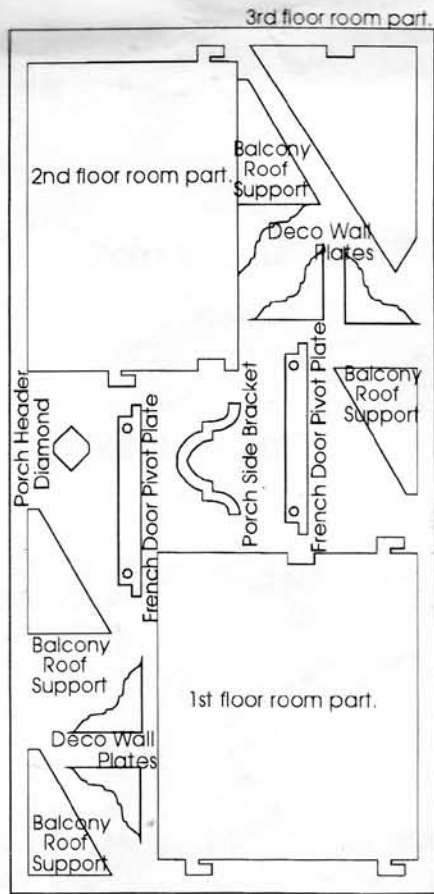 3rd floor room part.
2nd floor room part.
Balcony
Roof
Support
Deco Wall
Plates
Balcony
Roof
Support
Porch Header
Diamond
French Door Pivot Plate
Porch Side Bracket
French Door Pivot Plate
Balcony
Roof
Support
1st floor room part.
Deco Wall
Plates
Balcony
Roof
Support